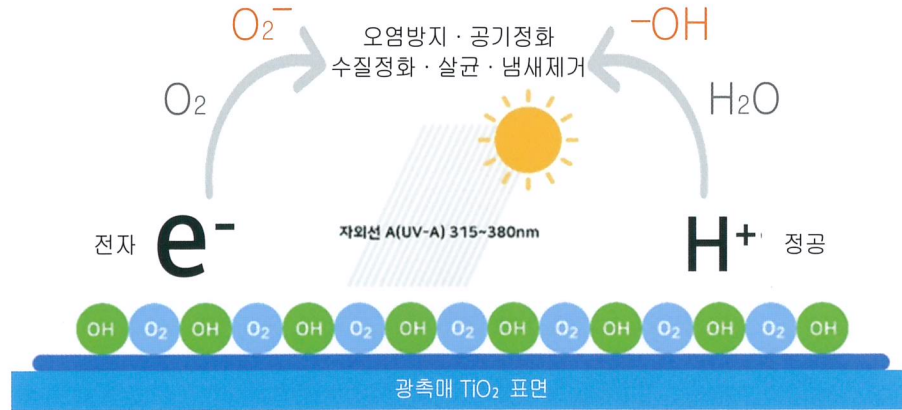 O₂⁻
-OH
오염방지 · 공기정화
수질정화 · 살균 · 냄새제거
O₂
H₂O
자외선 A(UV-A) 315~380nm
전자 e⁻
H⁺ 정공
OH O₂ OH O₂ OH O₂ OH O₂ OH O₂ OH O₂ OH O₂ OH
광촉매 TiO₂ 표면